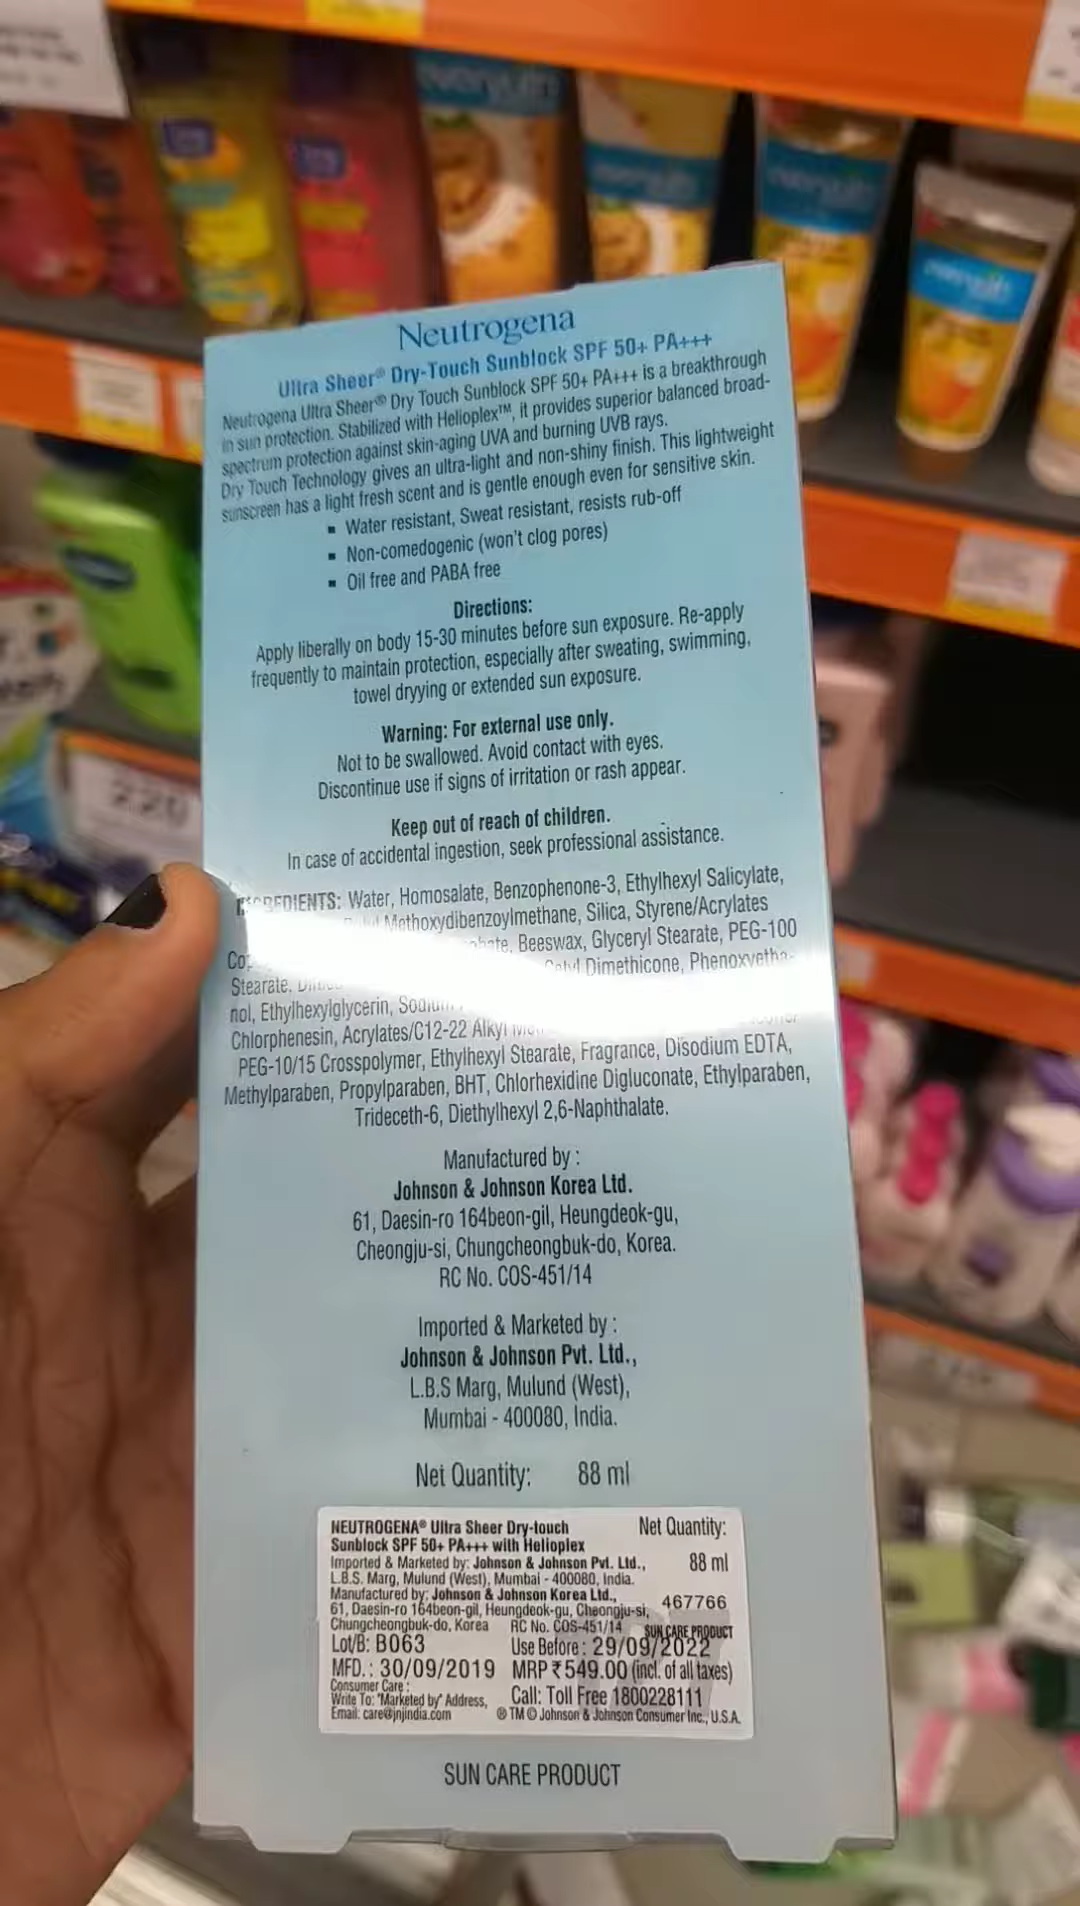 Neutrogena
Ultra Sheer® Dry-Touch Sunblock SPF 50+ PA+++
Neutrogena Ultra Sheer® Dry Touch Sunblock SPF 50+ PA+++ is a breakthrough
in sun protection. Stabilized with Helioplex™, it provides superior balanced broad-
spectrum protection against skin-aging UVA and burning UVB rays.
Dry Touch Technology gives an ultra-light and non-shiny finish. This lightweight
sunscreen has a light fresh scent and is gentle enough even for sensitive skin.
▪ Water resistant, Sweat resistant, resists rub-off
▪ Non-comedogenic (won't clog pores)
▪ Oil free and PABA free
Directions:
Apply liberally on body 15-30 minutes before sun exposure. Re-apply
frequently to maintain protection, especially after sweating, swimming,
towel dryying or extended sun exposure.
Warning: For external use only.
Not to be swallowed. Avoid contact with eyes.
Discontinue use if signs of irritation or rash appear.
Keep out of reach of children.
In case of accidental ingestion, seek professional assistance.
INGREDIENTS: Water, Homosalate, Benzophenone-3, Ethylhexyl Salicylate,
Methoxydibenzoylmethane, Silica, Styrene/Acrylates
Beeswax, Glyceryl Stearate, PEG-100
Stearate, Cetyl Dimethicone, Phenoxyetha-
nol, Ethylhexylglycerin,
Chlorphenesin, Acrylates/C12-22 Alkyl
PEG-10/15 Crosspolymer, Ethylhexyl Stearate, Fragrance, Disodium EDTA,
Methylparaben, Propylparaben, BHT, Chlorhexidine Digluconate, Ethylparaben,
Trideceth-6, Diethylhexyl 2,6-Naphthalate.
Manufactured by :
Johnson & Johnson Korea Ltd.
61, Daesin-ro 164beon-gil, Heungdeok-gu,
Cheongju-si, Chungcheongbuk-do, Korea.
RC No. COS-451/14
Imported & Marketed by :
Johnson & Johnson Pvt. Ltd.,
L.B.S Marg, Mulund (West),
Mumbai - 400080, India.
Net Quantity: 88 ml
NEUTROGENA® Ultra Sheer Dry-touch Net Quantity:
Sunblock SPF 50+ PA+++ with Helioplex
Imported & Marketed by: Johnson & Johnson Pvt. Ltd., 88 ml
L.B.S. Marg, Mulund (West), Mumbai - 400080, India.
Manufactured by: Johnson & Johnson Korea Ltd., 467766
61, Daesin-ro 164beon-gil, Heungdeok-gu, Cheongju-si,
Chungcheongbuk-do, Korea RC No. COS-451/14 SUN CARE PRODUCT
Lot/B: B063 Use Before : 29/09/2022
MFD. : 30/09/2019 MRP ₹549.00 (incl. of all taxes)
Consumer Care :
Write To: "Marketed by" Address, Call: Toll Free 1800228111
Email: care@jnjindia.com ® TM © Johnson & Johnson Consumer Inc., U.S.A.
SUN CARE PRODUCT
220